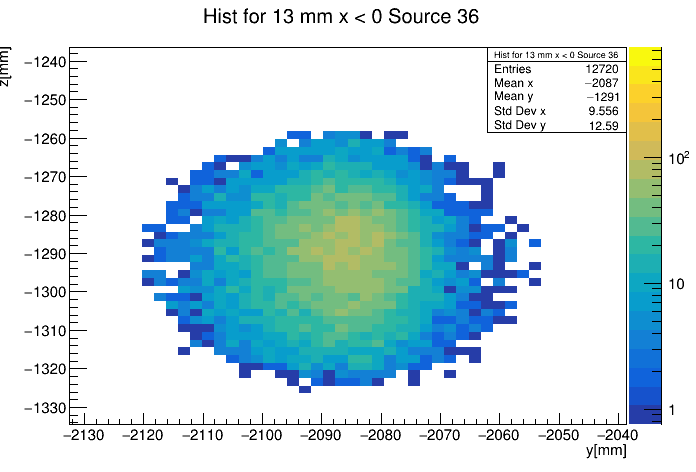 Hist for 13 mm x < 0 Source 36
z[mm]
Hist for 13 mm x < 0 Source 36
Entries 12720
Mean x −2087
Mean y −1291
Std Dev x 9.556
Std Dev y 12.59
−1240
−1250
−1260
−1270
−1280
−1290
−1300
−1310
−1320
−1330
10²
10
1
−2130 −2120 −2110 −2100 −2090 −2080 −2070 −2060 −2050 −2040
y[mm]